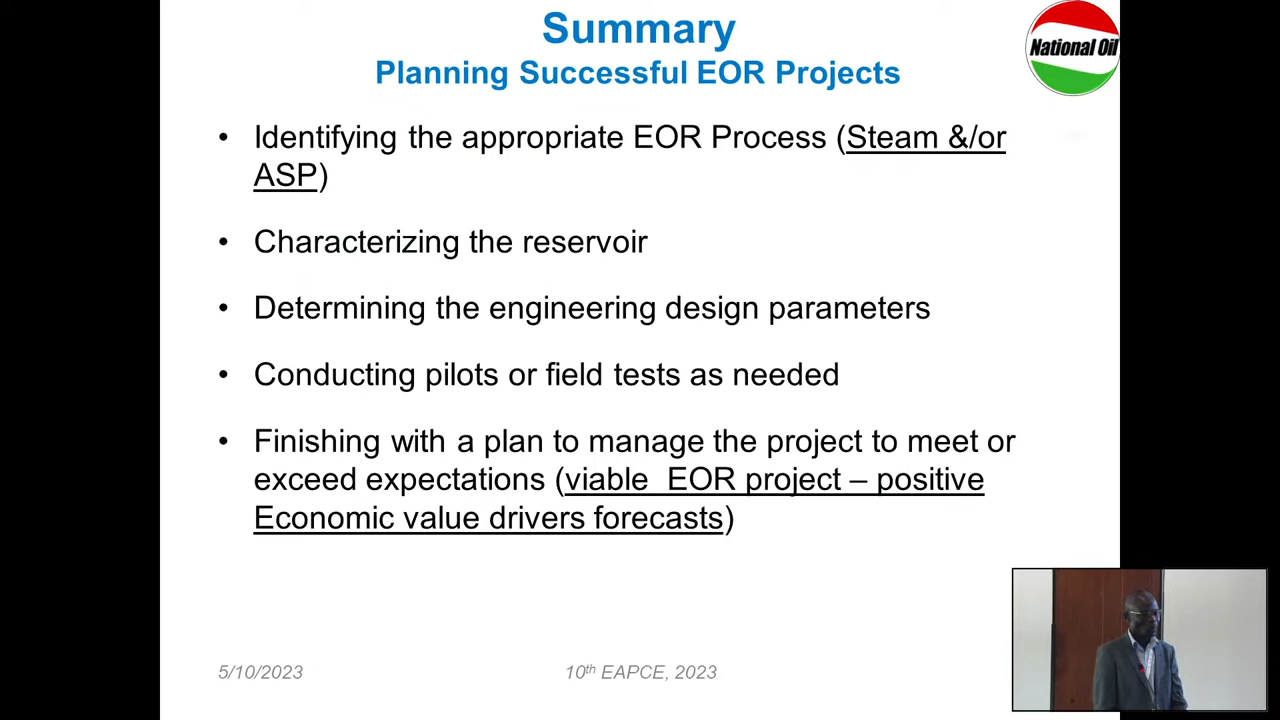 Summary
Planning Successful EOR Projects
National Oil
• Identifying the appropriate EOR Process (Steam &/or
ASP)
• Characterizing the reservoir
• Determining the engineering design parameters
• Conducting pilots or field tests as needed
• Finishing with a plan to manage the project to meet or
exceed expectations (viable  EOR project – positive
Economic value drivers forecasts)
5/10/2023
10th EAPCE, 2023